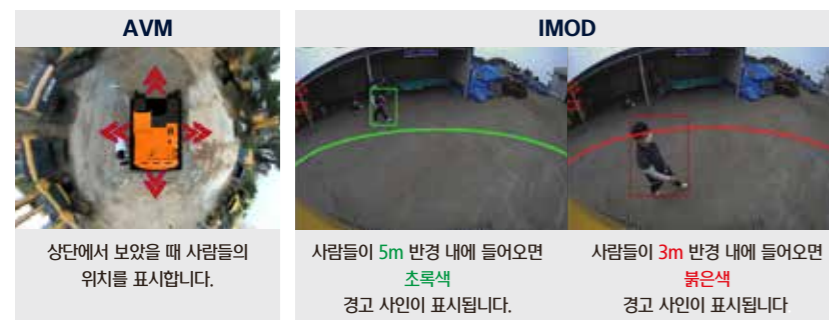 AVM
IMOD
상단에서 보았을 때 사람들의
위치를 표시합니다.
사람들이 5m 반경 내에 들어오면
초록색
경고 사인이 표시됩니다.
사람들이 3m 반경 내에 들어오면
붉은색
경고 사인이 표시됩니다